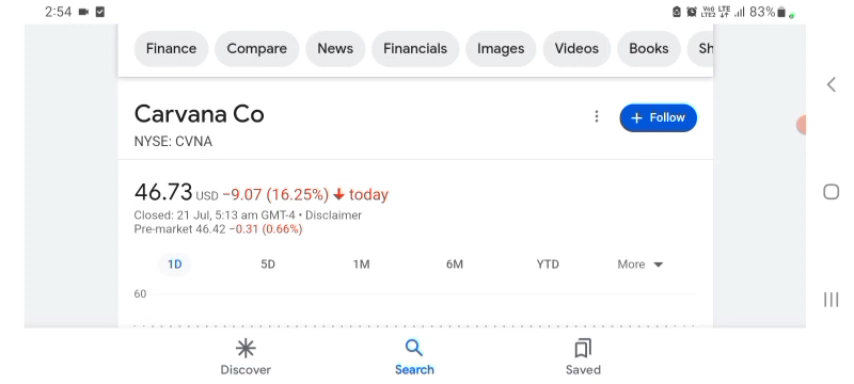 2:54 83%
Finance Compare News Financials Images Videos Books Sh
Carvana Co
+ Follow
NYSE: CVNA
46.73 USD −9.07 (16.25%) ↓ today
Closed: 21 Jul, 5:13 am GMT-4 • Disclaimer
Pre-market 46.42 −0.31 (0.66%)
1D 5D 1M 6M YTD More
60
Discover Search Saved